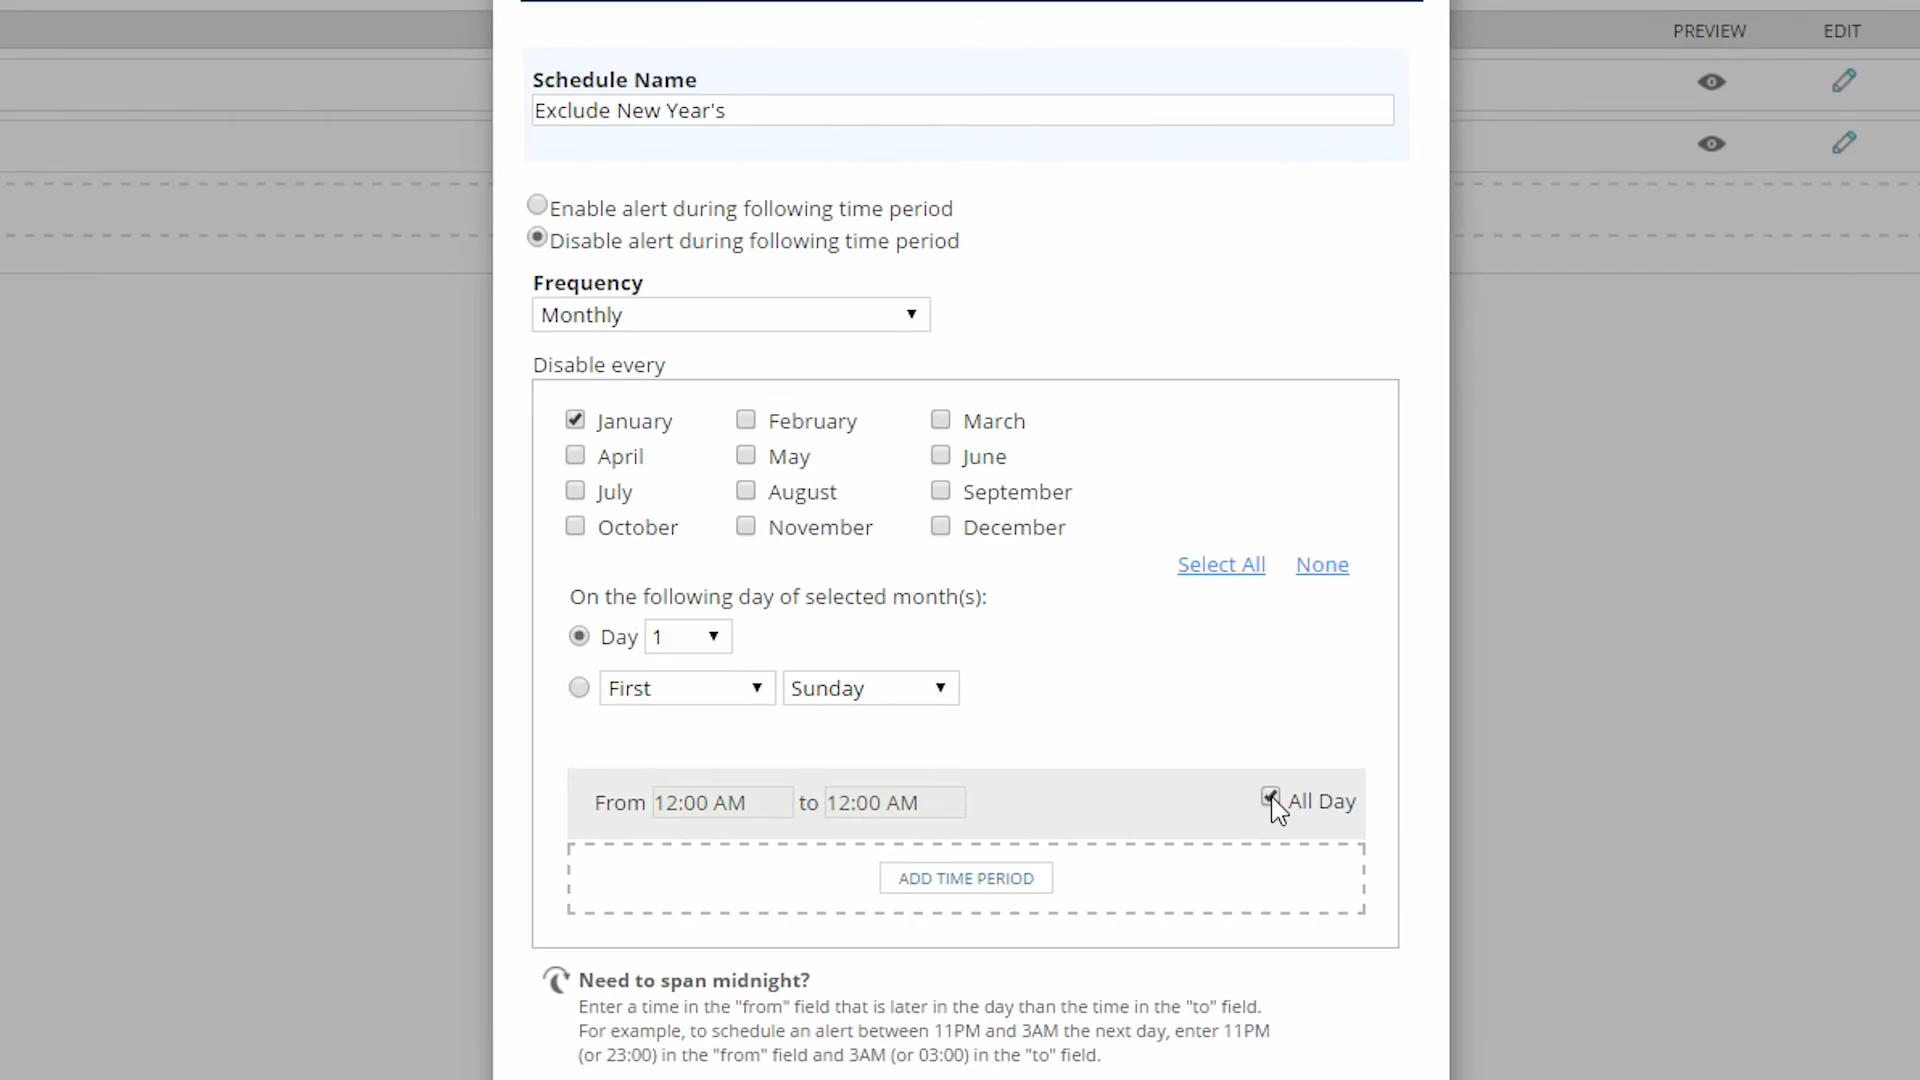 PREVIEW EDIT
Schedule Name
Exclude New Year's
Enable alert during following time period
Disable alert during following time period
Frequency
Monthly
Disable every
January February March
April May June
July August September
October November December
Select All None
On the following day of selected month(s):
Day 1
First Sunday
From 12:00 AM to 12:00 AM All Day
ADD TIME PERIOD
Need to span midnight?
Enter a time in the "from" field that is later in the day than the time in the "to" field.
For example, to schedule an alert between 11PM and 3AM the next day, enter 11PM
(or 23:00) in the "from" field and 3AM (or 03:00) in the "to" field.